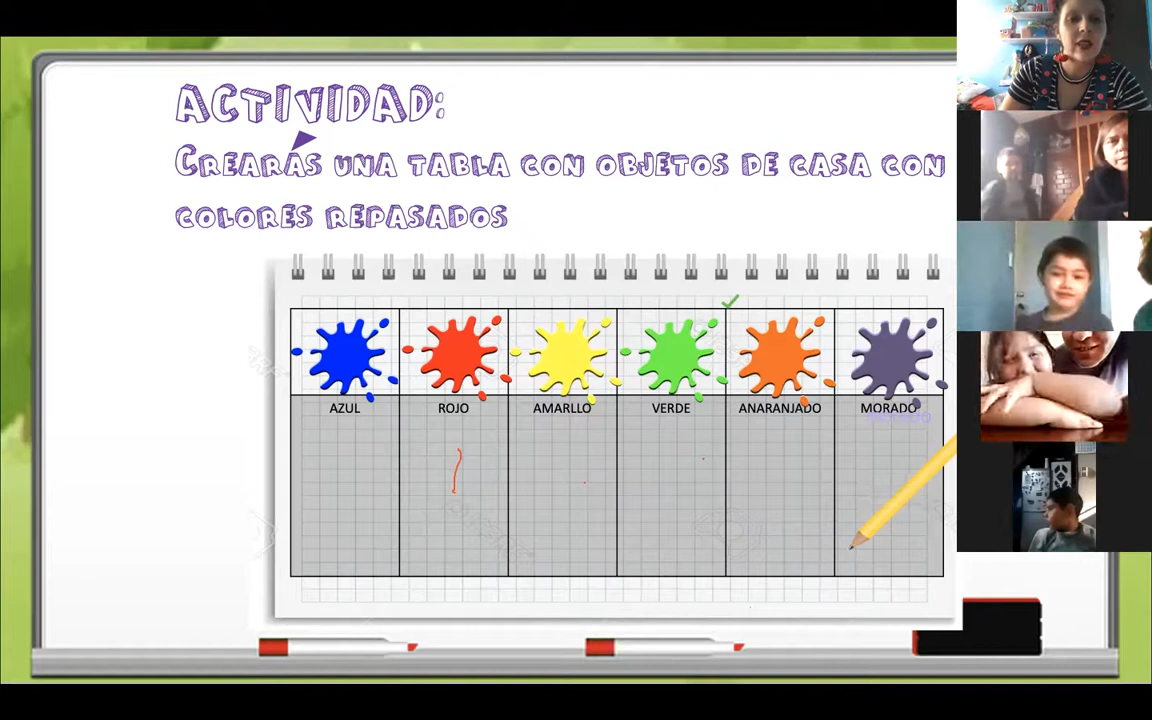 ACTIVIDAD:
CREARÁS UNA TABLA CON OBJETOS DE CASA CON
COLORES REPASADOS
AZUL ROJO AMARLLO VERDE ANARANJADO MORADO